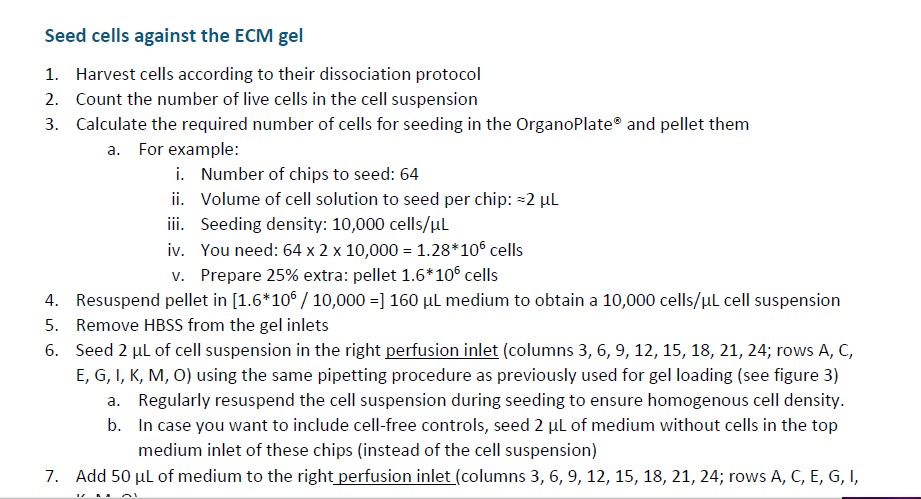 Seed cells against the ECM gel
1. Harvest cells according to their dissociation protocol
2. Count the number of live cells in the cell suspension
3. Calculate the required number of cells for seeding in the OrganoPlate® and pellet them
a. For example:
i. Number of chips to seed: 64
ii. Volume of cell solution to seed per chip: ≈2 µL
iii. Seeding density: 10,000 cells/µL
iv. You need: 64 x 2 x 10,000 = 1.28*10⁶ cells
v. Prepare 25% extra: pellet 1.6*10⁶ cells
4. Resuspend pellet in [1.6*10⁶ / 10,000 =] 160 µL medium to obtain a 10,000 cells/µL cell suspension
5. Remove HBSS from the gel inlets
6. Seed 2 µL of cell suspension in the right perfusion inlet (columns 3, 6, 9, 12, 15, 18, 21, 24; rows A, C,
E, G, I, K, M, O) using the same pipetting procedure as previously used for gel loading (see figure 3)
a. Regularly resuspend the cell suspension during seeding to ensure homogenous cell density.
b. In case you want to include cell-free controls, seed 2 µL of medium without cells in the top
medium inlet of these chips (instead of the cell suspension)
7. Add 50 µL of medium to the right perfusion inlet (columns 3, 6, 9, 12, 15, 18, 21, 24; rows A, C, E, G, I,